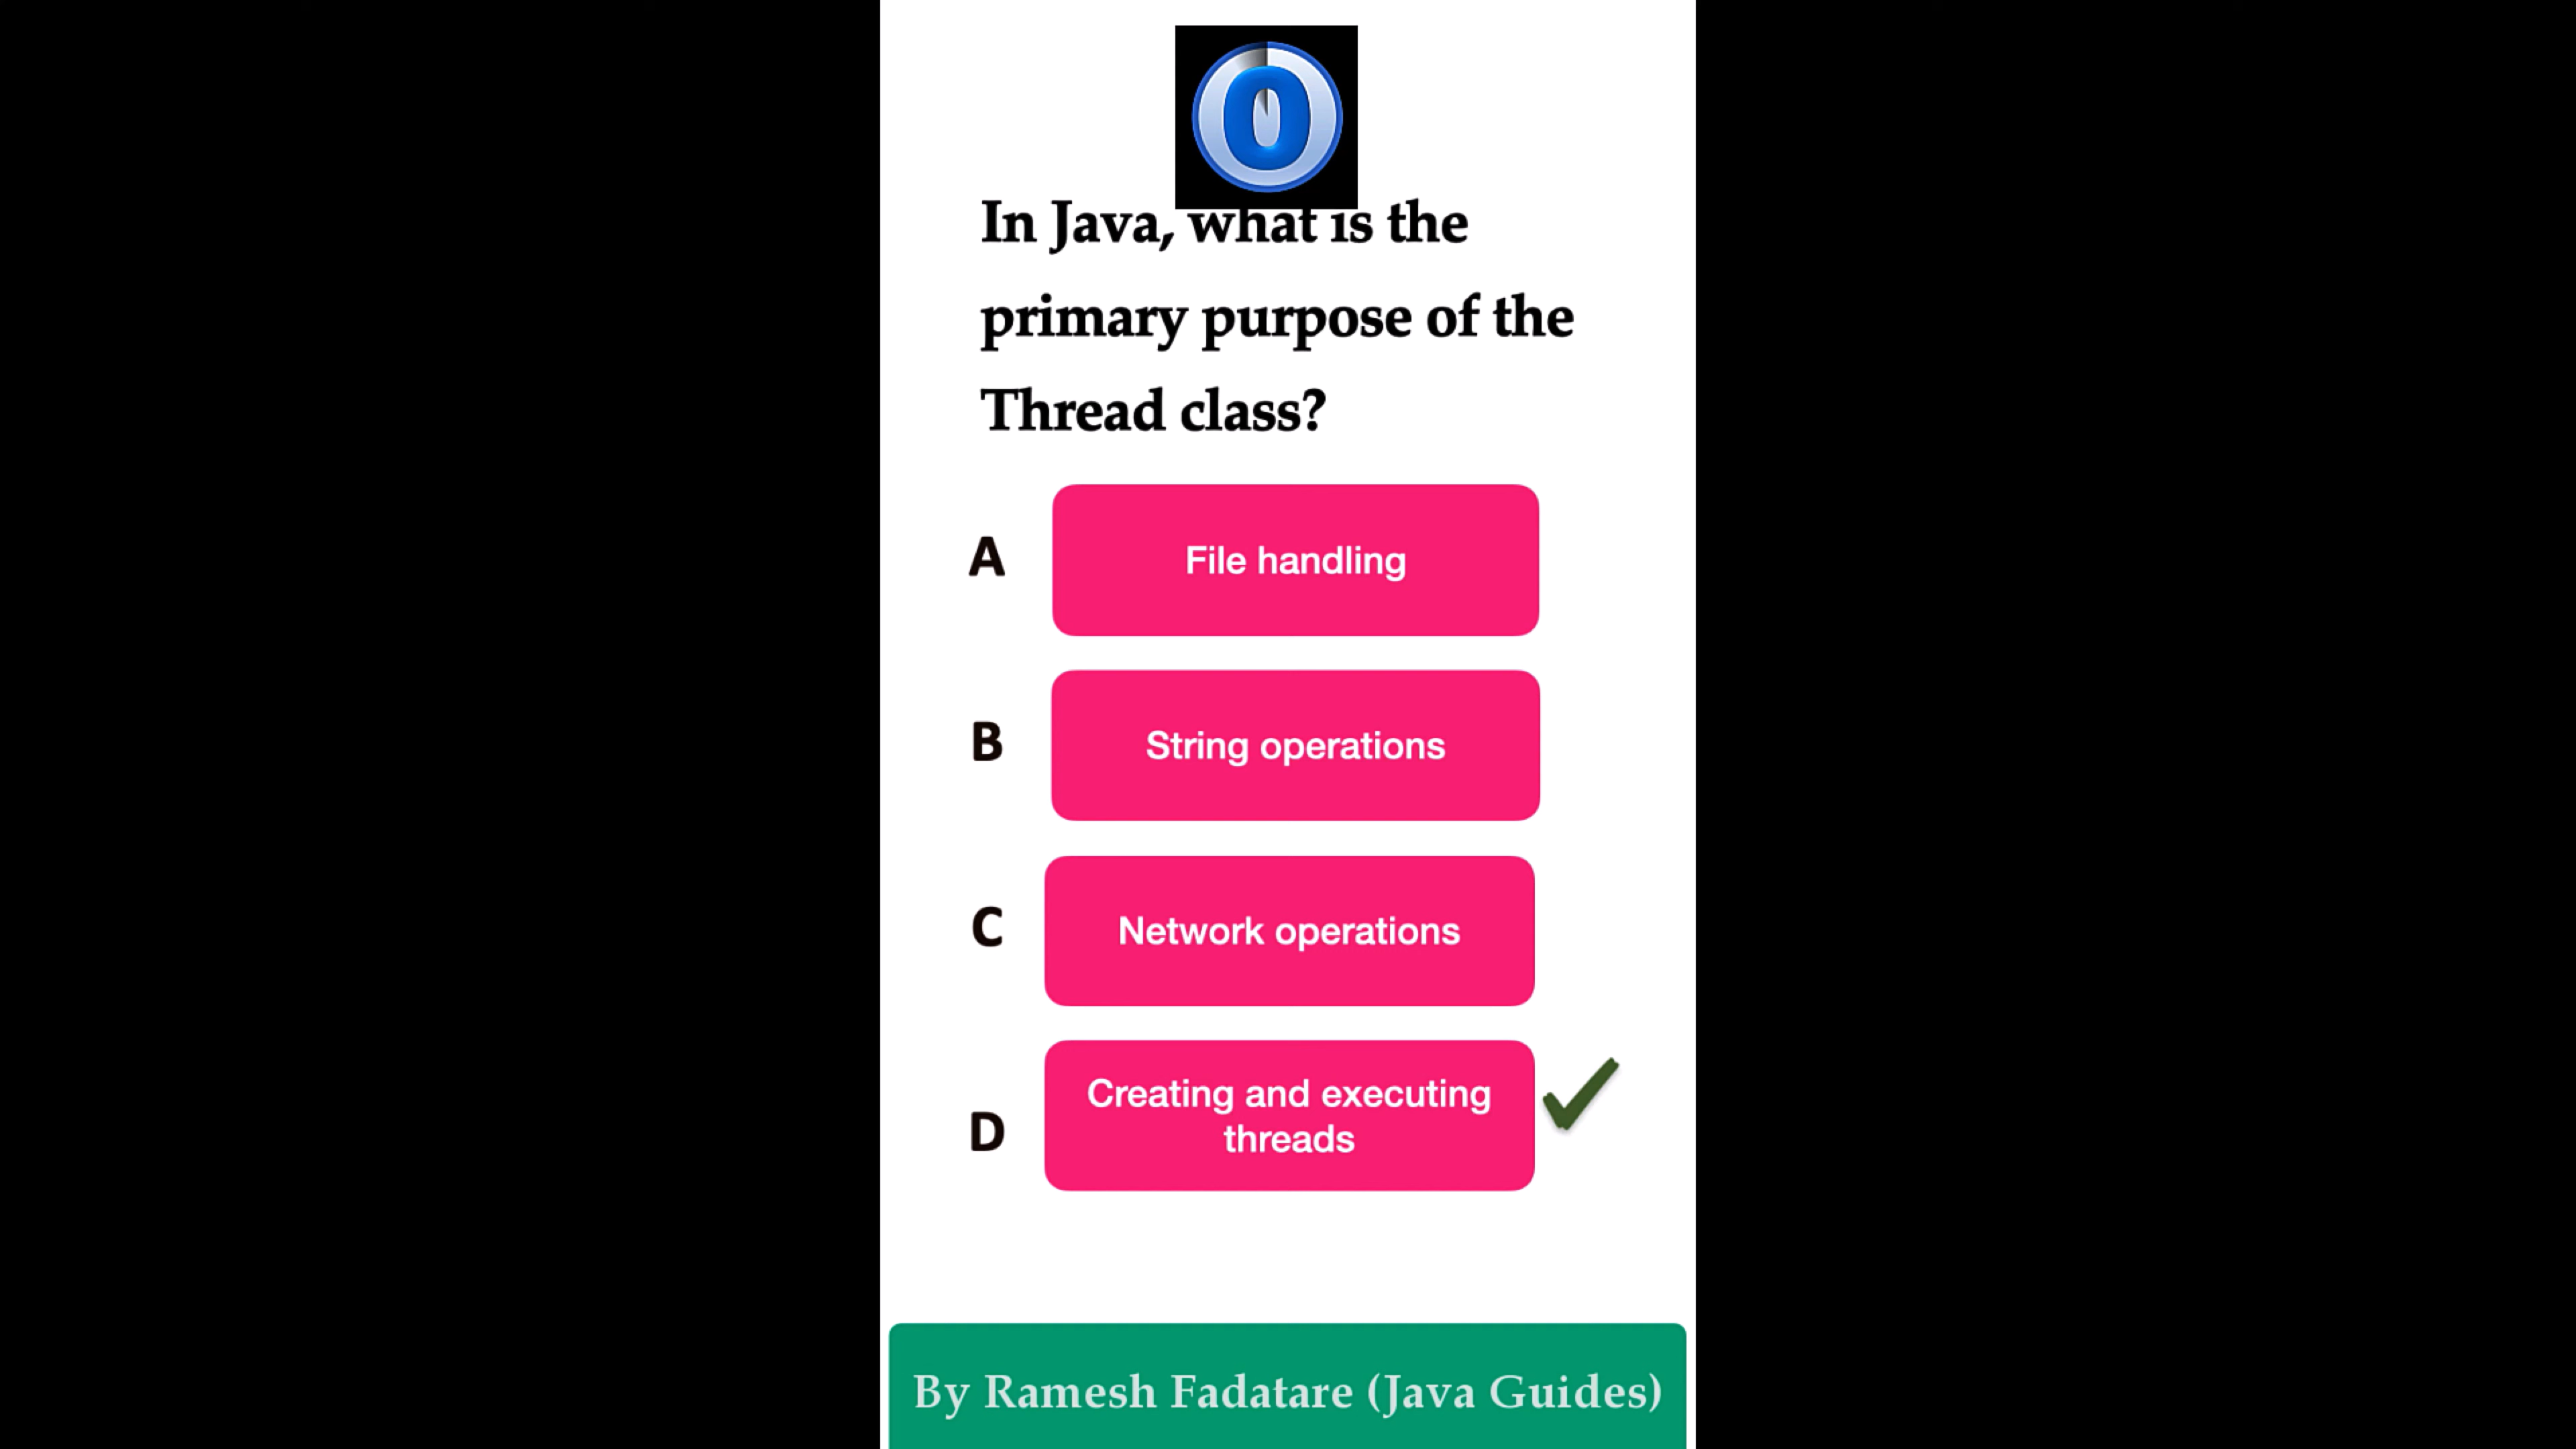 0
In Java, what is the
primary purpose of the
Thread class?
A
File handling
B
String operations
C
Network operations
D
Creating and executing
threads
By Ramesh Fadatare (Java Guides)